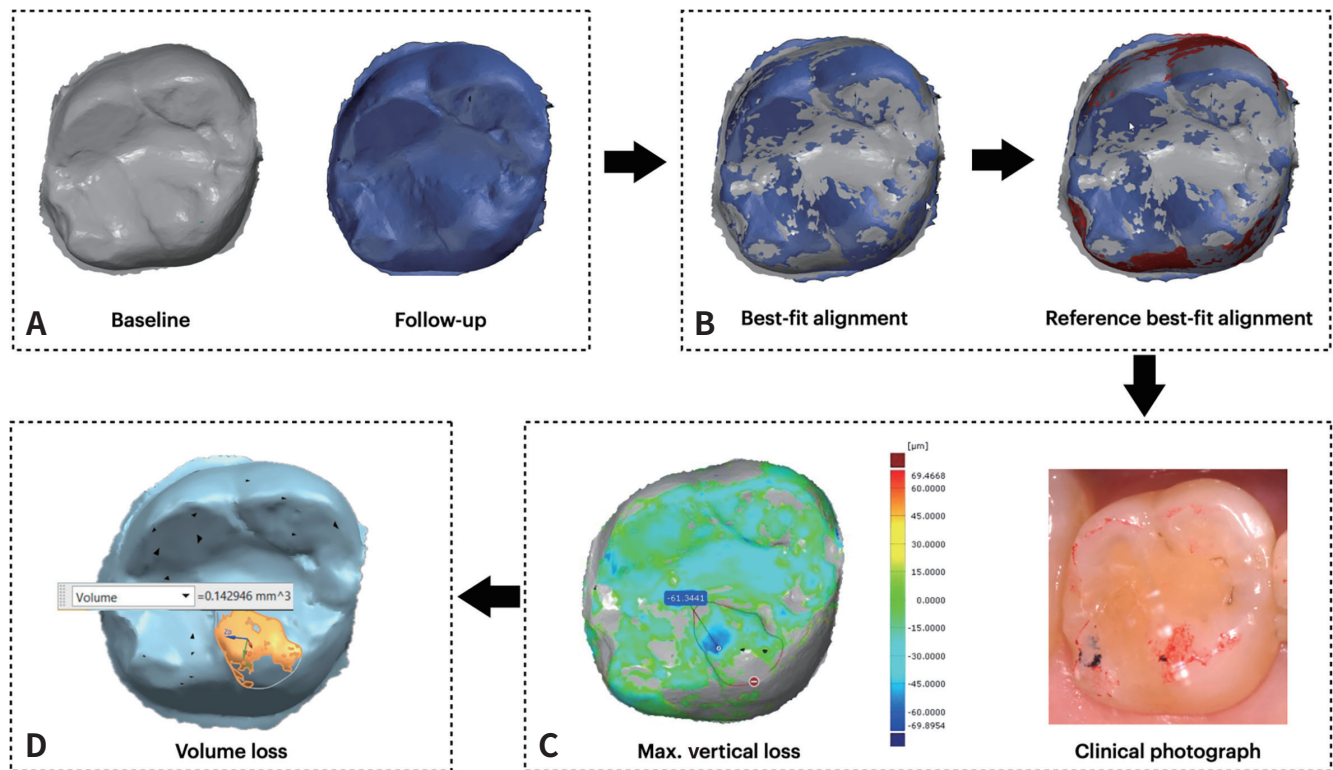 A
Baseline
Follow-up
B
Best-fit alignment
Reference best-fit alignment
D
Volume
=0.142946 mm^3
Volume loss
C
-61.3441
Max. vertical loss
[µm]
69.4668
60.0000
45.0000
30.0000
15.0000
0.0000
-15.0000
-30.0000
-45.0000
-60.0000
-69.8954
Clinical photograph